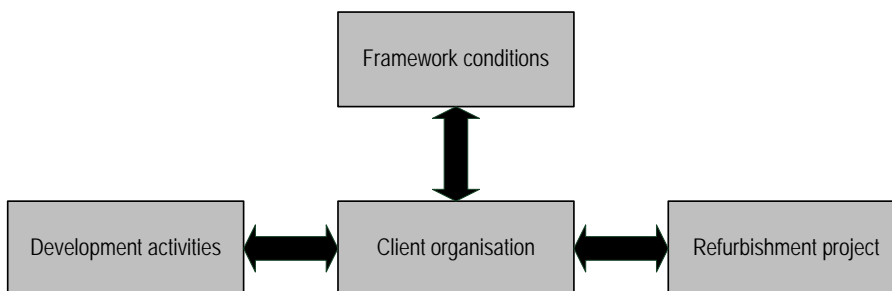 Framework conditions
Development activities
Client organisation
Refurbishment project